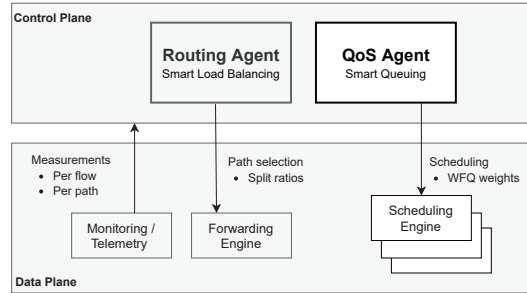 Control Plane
Routing Agent
Smart Load Balancing
QoS Agent
Smart Queuing
Measurements
• Per flow
• Per path
Path selection
• Split ratios
Scheduling
• WFQ weights
Monitoring /
Telemetry
Forwarding
Engine
Scheduling
Engine
Data Plane